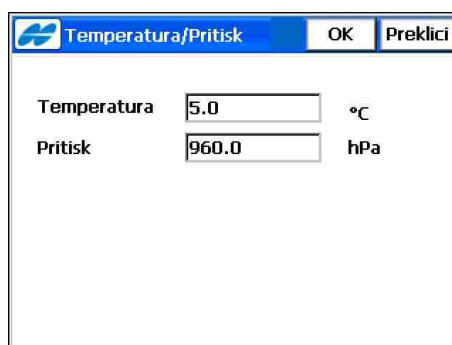 Temperatura/Pritisk OK Preklici
Temperatura 5.0 °C
Pritisk 960.0 hPa